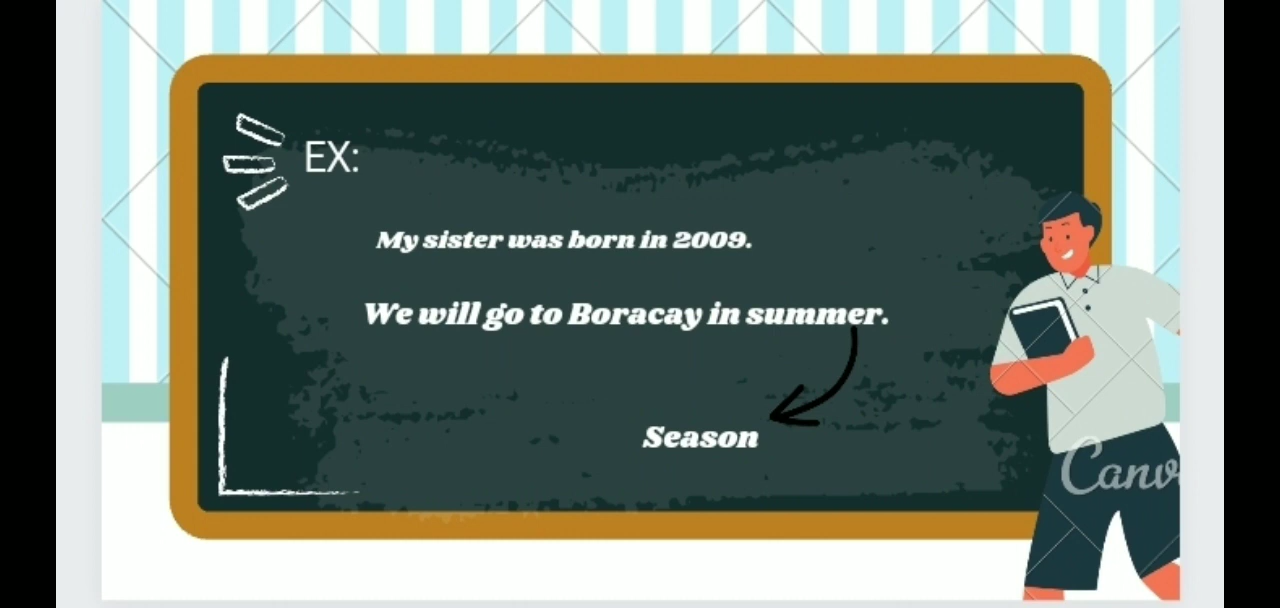 EX:
My sister was born in 2009.
We will go to Boracay in summer.
Season
Canv